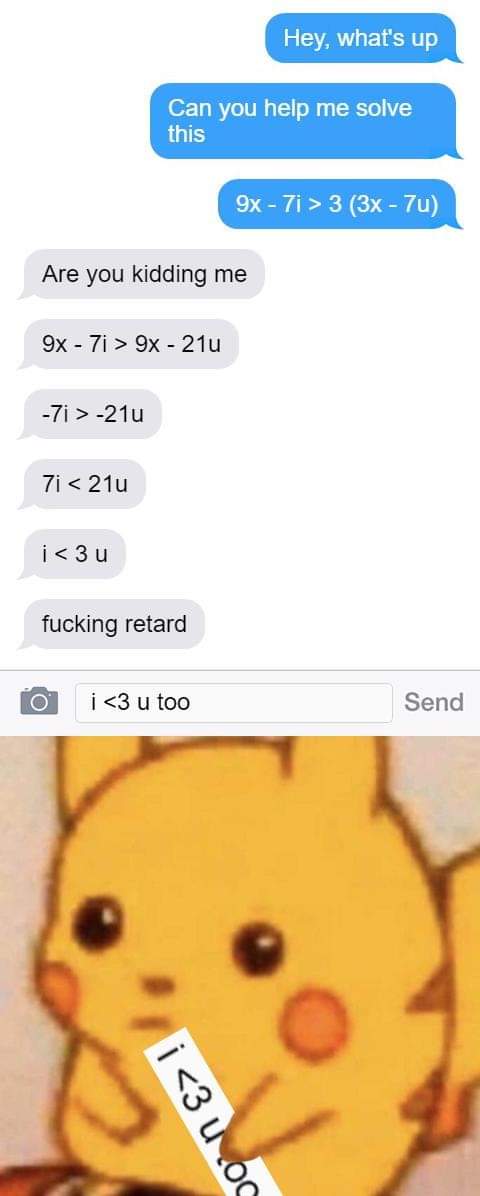 Hey, what's up
Can you help me solve
this
9x - 7i > 3 (3x - 7u)
Are you kidding me
9x - 7i > 9x - 21u
-7i > -21u
7i < 21u
i < 3 u
fucking retard
i <3 u too
Send
i <3 u too